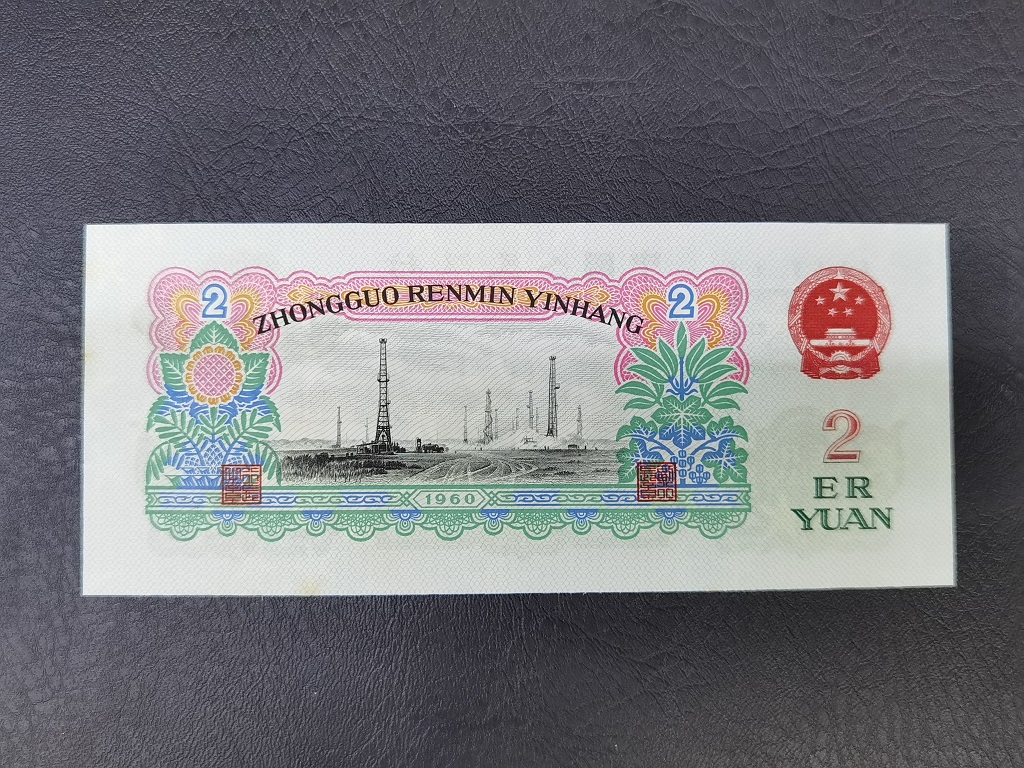 2
2
ZHONGGUO RENMIN YINHANG
1960
2
ER
YUAN